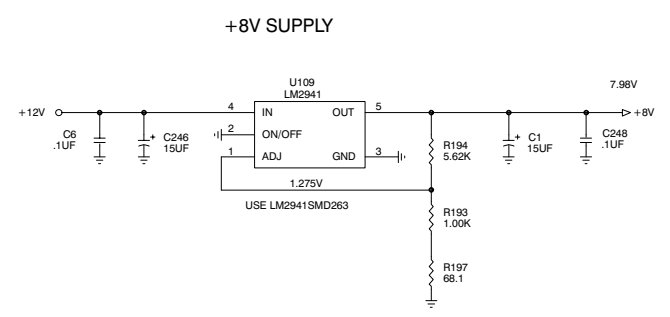 +8V SUPPLY
U109
LM2941
7.98V
+12V
4
IN
OUT
5
+8V
C6
.1UF
+
C246
15UF
2
ON/OFF
1
ADJ
GND
3
R194
5.62K
+
C1
15UF
C248
.1UF
1.275V
USE LM2941SMD263
R193
1.00K
R197
68.1